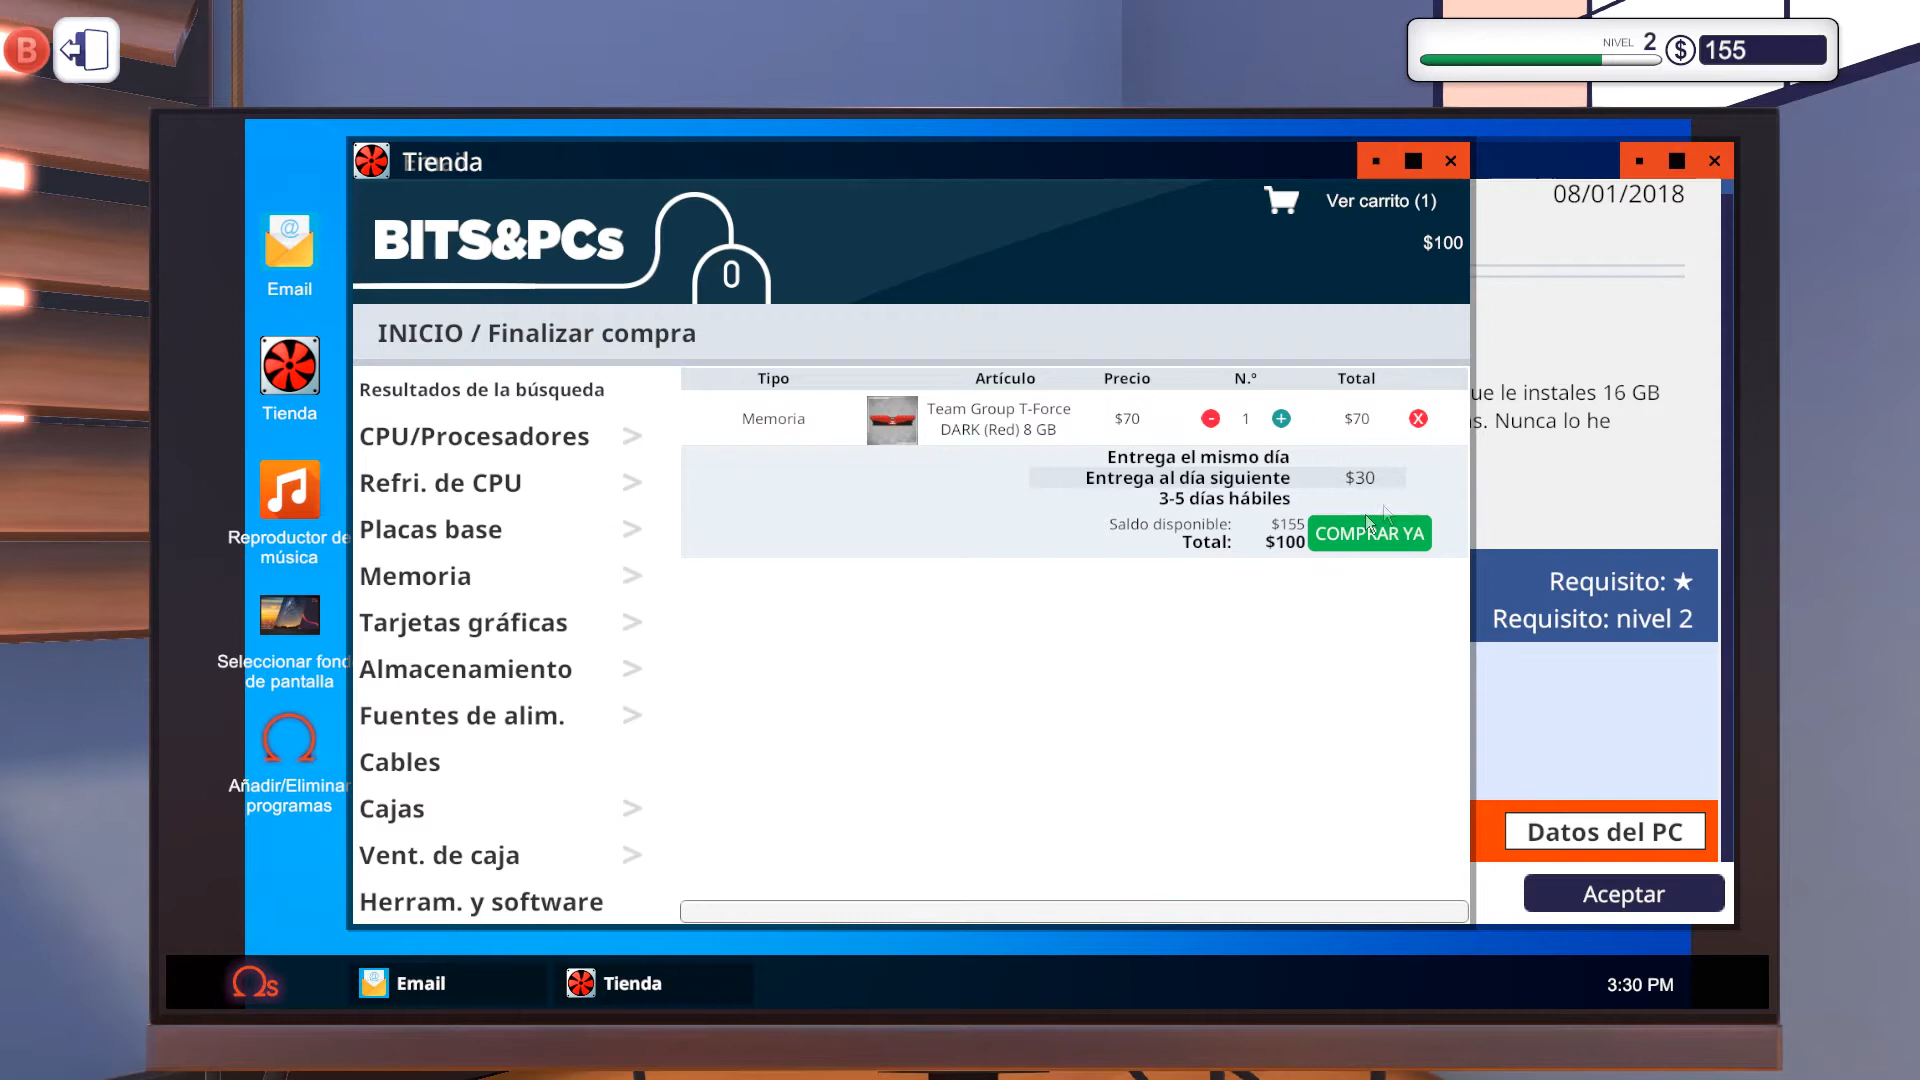 B
NIVEL 2
$ 155
Tienda
08/01/2018
BITS&PCs
Ver carrito (1)
$100
INICIO / Finalizar compra
Resultados de la búsqueda
CPU/Procesadores >
Refri. de CPU >
Placas base >
Memoria >
Tarjetas gráficas >
Almacenamiento >
Fuentes de alim. >
Cables
Cajas >
Vent. de caja >
Herram. y software
Tipo Artículo Precio N.º Total
Memoria Team Group T-Force DARK (Red) 8 GB $70 - 1 + $70 X
Entrega el mismo día
Entrega al día siguiente $30
3-5 días hábiles
Saldo disponible: $155
Total: $100
COMPRAR YA
ue le instales 16 GB
s. Nunca lo he
Requisito: ★
Requisito: nivel 2
Datos del PC
Aceptar
Email
Tienda
Reproductor de
música
Seleccionar fond
de pantalla
Añadir/Eliminar
programas
Ωs
Email
Tienda
3:30 PM